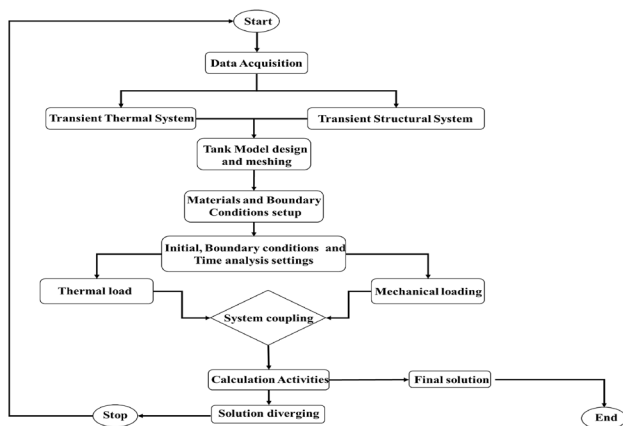 Start
Data Acquisition
Transient Thermal System
Transient Structural System
Tank Model design
and meshing
Materials and Boundary
Conditions setup
Initial, Boundary conditions and
Time analysis settings
Thermal load
Mechanical loading
System coupling
Calculation Activities
Final solution
Stop
Solution diverging
End